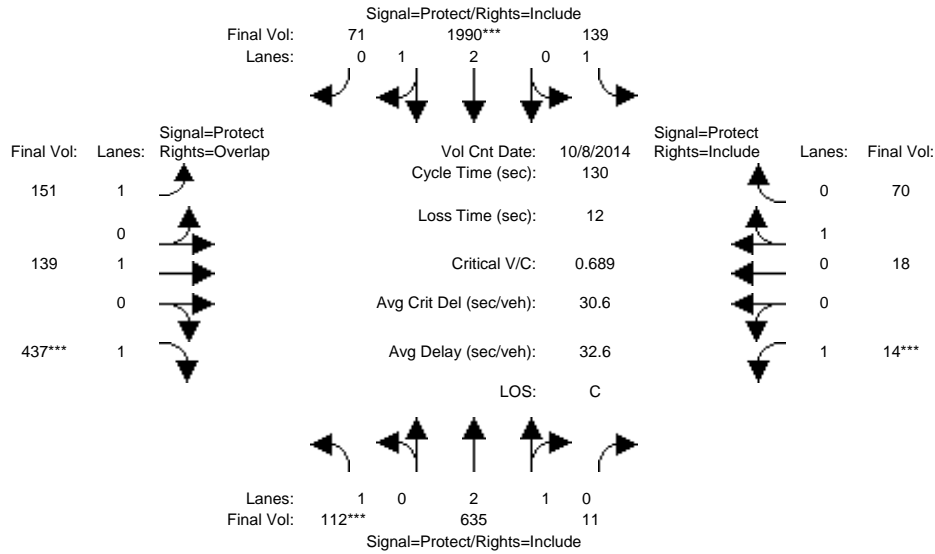 Signal=Protect/Rights=Include
Final Vol: 71 1990*** 139
Lanes: 0 1 2 0 1
Signal=Protect Signal=Protect
Final Vol: Lanes: Rights=Overlap Vol Cnt Date: 10/8/2014 Rights=Include Lanes: Final Vol:
Cycle Time (sec): 130
151 1 0 70
Loss Time (sec): 12
0 1
139 1 Critical V/C: 0.689 0 18
0 Avg Crit Del (sec/veh): 30.6 0
437*** 1 Avg Delay (sec/veh): 32.6 1 14***
LOS: C
Lanes: 1 0 2 1 0
Final Vol: 112*** 635 11
Signal=Protect/Rights=Include